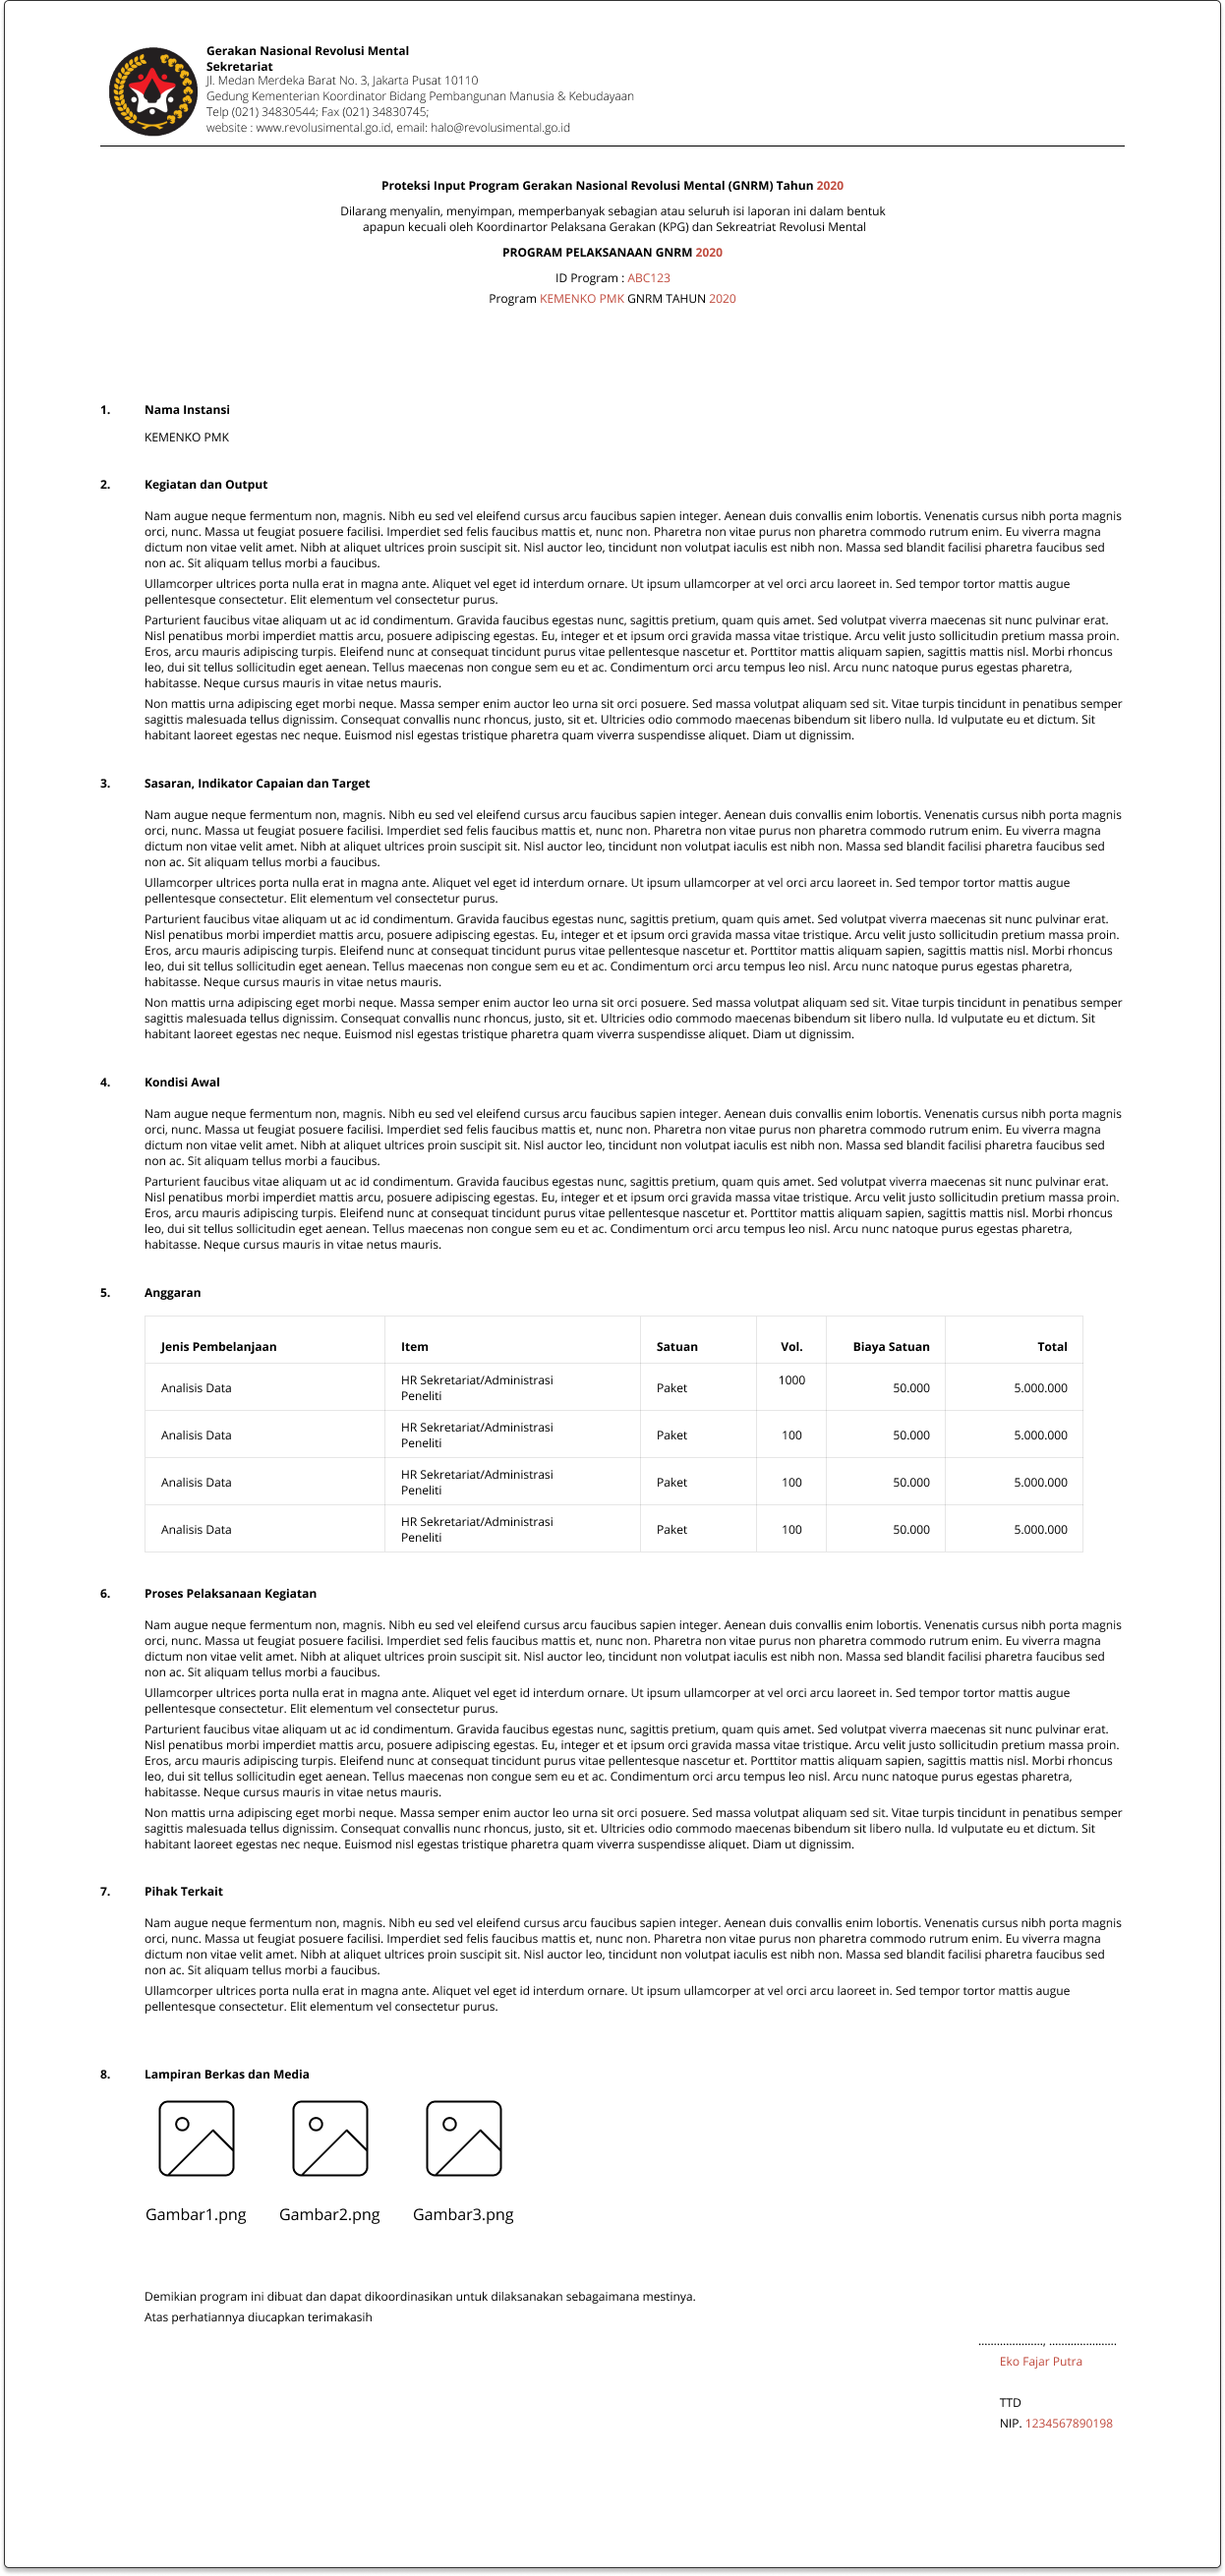 Gerakan Nasional Revolusi Mental
Sekretariat
Jl. Medan Merdeka Barat No. 3, Jakarta Pusat 10110
Gedung Kementerian Koordinator Bidang Pembangunan Manusia & Kebudayaan
Telp (021) 34830544; Fax (021) 34830745;
website : www.revolusimental.go.id, email: halo@revolusimental.go.id
Proteksi Input Program Gerakan Nasional Revolusi Mental (GNRM) Tahun 2020
Dilarang menyalin, menyimpan, memperbanyak sebagian atau seluruh isi laporan ini dalam bentuk
apapun kecuali oleh Koordinartor Pelaksana Gerakan (KPG) dan Sekreatriat Revolusi Mental
PROGRAM PELAKSANAAN GNRM 2020
ID Program : ABC123
Program KEMENKO PMK GNRM TAHUN 2020
1. Nama Instansi
KEMENKO PMK
2. Kegiatan dan Output
Nam augue neque fermentum non, magnis. Nibh eu sed vel eleifend cursus arcu faucibus sapien integer. Aenean duis convallis enim lobortis. Venenatis cursus nibh porta magnis
orci, nunc. Massa ut feugiat posuere facilisi. Imperdiet sed felis faucibus mattis et, nunc non. Pharetra non vitae purus non pharetra commodo rutrum enim. Eu viverra magna
dictum non vitae velit amet. Nibh at aliquet ultrices proin suscipit sit. Nisl auctor leo, tincidunt non volutpat iaculis est nibh non. Massa sed blandit facilisi pharetra faucibus sed
non ac. Sit aliquam tellus morbi a faucibus.
Ullamcorper ultrices porta nulla erat in magna ante. Aliquet vel eget id interdum ornare. Ut ipsum ullamcorper at vel orci arcu laoreet in. Sed tempor tortor mattis augue
pellentesque consectetur. Elit elementum vel consectetur purus.
Parturient faucibus vitae aliquam ut ac id condimentum. Gravida faucibus egestas nunc, sagittis pretium, quam quis amet. Sed volutpat viverra maecenas sit nunc pulvinar erat.
Nisl penatibus morbi imperdiet mattis arcu, posuere adipiscing egestas. Eu, integer et et ipsum orci gravida massa vitae tristique. Arcu velit justo sollicitudin pretium massa proin.
Eros, arcu mauris adipiscing turpis. Eleifend nunc at consequat tincidunt purus vitae pellentesque nascetur et. Porttitor mattis aliquam sapien, sagittis mattis nisl. Morbi rhoncus
leo, dui sit tellus sollicitudin eget aenean. Tellus maecenas non congue sem eu et ac. Condimentum orci arcu tempus leo nisl. Arcu nunc natoque purus egestas pharetra,
habitasse. Neque cursus mauris in vitae netus mauris.
Non mattis urna adipiscing eget morbi neque. Massa semper enim auctor leo urna sit orci posuere. Sed massa volutpat aliquam sed sit. Vitae turpis tincidunt in penatibus semper
sagittis malesuada tellus dignissim. Consequat convallis nunc rhoncus, justo, sit et. Ultricies odio commodo maecenas bibendum sit libero nulla. Id vulputate eu et dictum. Sit
habitant laoreet egestas nec neque. Euismod nisl egestas tristique pharetra quam viverra suspendisse aliquet. Diam ut dignissim.
3. Sasaran, Indikator Capaian dan Target
Nam augue neque fermentum non, magnis. Nibh eu sed vel eleifend cursus arcu faucibus sapien integer. Aenean duis convallis enim lobortis. Venenatis cursus nibh porta magnis
orci, nunc. Massa ut feugiat posuere facilisi. Imperdiet sed felis faucibus mattis et, nunc non. Pharetra non vitae purus non pharetra commodo rutrum enim. Eu viverra magna
dictum non vitae velit amet. Nibh at aliquet ultrices proin suscipit sit. Nisl auctor leo, tincidunt non volutpat iaculis est nibh non. Massa sed blandit facilisi pharetra faucibus sed
non ac. Sit aliquam tellus morbi a faucibus.
Ullamcorper ultrices porta nulla erat in magna ante. Aliquet vel eget id interdum ornare. Ut ipsum ullamcorper at vel orci arcu laoreet in. Sed tempor tortor mattis augue
pellentesque consectetur. Elit elementum vel consectetur purus.
Parturient faucibus vitae aliquam ut ac id condimentum. Gravida faucibus egestas nunc, sagittis pretium, quam quis amet. Sed volutpat viverra maecenas sit nunc pulvinar erat.
Nisl penatibus morbi imperdiet mattis arcu, posuere adipiscing egestas. Eu, integer et et ipsum orci gravida massa vitae tristique. Arcu velit justo sollicitudin pretium massa proin.
Eros, arcu mauris adipiscing turpis. Eleifend nunc at consequat tincidunt purus vitae pellentesque nascetur et. Porttitor mattis aliquam sapien, sagittis mattis nisl. Morbi rhoncus
leo, dui sit tellus sollicitudin eget aenean. Tellus maecenas non congue sem eu et ac. Condimentum orci arcu tempus leo nisl. Arcu nunc natoque purus egestas pharetra,
habitasse. Neque cursus mauris in vitae netus mauris.
Non mattis urna adipiscing eget morbi neque. Massa semper enim auctor leo urna sit orci posuere. Sed massa volutpat aliquam sed sit. Vitae turpis tincidunt in penatibus semper
sagittis malesuada tellus dignissim. Consequat convallis nunc rhoncus, justo, sit et. Ultricies odio commodo maecenas bibendum sit libero nulla. Id vulputate eu et dictum. Sit
habitant laoreet egestas nec neque. Euismod nisl egestas tristique pharetra quam viverra suspendisse aliquet. Diam ut dignissim.
4. Kondisi Awal
Nam augue neque fermentum non, magnis. Nibh eu sed vel eleifend cursus arcu faucibus sapien integer. Aenean duis convallis enim lobortis. Venenatis cursus nibh porta magnis
orci, nunc. Massa ut feugiat posuere facilisi. Imperdiet sed felis faucibus mattis et, nunc non. Pharetra non vitae purus non pharetra commodo rutrum enim. Eu viverra magna
dictum non vitae velit amet. Nibh at aliquet ultrices proin suscipit sit. Nisl auctor leo, tincidunt non volutpat iaculis est nibh non. Massa sed blandit facilisi pharetra faucibus sed
non ac. Sit aliquam tellus morbi a faucibus.
Parturient faucibus vitae aliquam ut ac id condimentum. Gravida faucibus egestas nunc, sagittis pretium, quam quis amet. Sed volutpat viverra maecenas sit nunc pulvinar erat.
Nisl penatibus morbi imperdiet mattis arcu, posuere adipiscing egestas. Eu, integer et et ipsum orci gravida massa vitae tristique. Arcu velit justo sollicitudin pretium massa proin.
Eros, arcu mauris adipiscing turpis. Eleifend nunc at consequat tincidunt purus vitae pellentesque nascetur et. Porttitor mattis aliquam sapien, sagittis mattis nisl. Morbi rhoncus
leo, dui sit tellus sollicitudin eget aenean. Tellus maecenas non congue sem eu et ac. Condimentum orci arcu tempus leo nisl. Arcu nunc natoque purus egestas pharetra,
habitasse. Neque cursus mauris in vitae netus mauris.
5. Anggaran
Jenis Pembelanjaan Item Satuan Vol. Biaya Satuan Total
Analisis Data HR Sekretariat/Administrasi Peneliti Paket 1000 50.000 5.000.000
Analisis Data HR Sekretariat/Administrasi Peneliti Paket 100 50.000 5.000.000
Analisis Data HR Sekretariat/Administrasi Peneliti Paket 100 50.000 5.000.000
Analisis Data HR Sekretariat/Administrasi Peneliti Paket 100 50.000 5.000.000
6. Proses Pelaksanaan Kegiatan
Nam augue neque fermentum non, magnis. Nibh eu sed vel eleifend cursus arcu faucibus sapien integer. Aenean duis convallis enim lobortis. Venenatis cursus nibh porta magnis
orci, nunc. Massa ut feugiat posuere facilisi. Imperdiet sed felis faucibus mattis et, nunc non. Pharetra non vitae purus non pharetra commodo rutrum enim. Eu viverra magna
dictum non vitae velit amet. Nibh at aliquet ultrices proin suscipit sit. Nisl auctor leo, tincidunt non volutpat iaculis est nibh non. Massa sed blandit facilisi pharetra faucibus sed
non ac. Sit aliquam tellus morbi a faucibus.
Ullamcorper ultrices porta nulla erat in magna ante. Aliquet vel eget id interdum ornare. Ut ipsum ullamcorper at vel orci arcu laoreet in. Sed tempor tortor mattis augue
pellentesque consectetur. Elit elementum vel consectetur purus.
Parturient faucibus vitae aliquam ut ac id condimentum. Gravida faucibus egestas nunc, sagittis pretium, quam quis amet. Sed volutpat viverra maecenas sit nunc pulvinar erat.
Nisl penatibus morbi imperdiet mattis arcu, posuere adipiscing egestas. Eu, integer et et ipsum orci gravida massa vitae tristique. Arcu velit justo sollicitudin pretium massa proin.
Eros, arcu mauris adipiscing turpis. Eleifend nunc at consequat tincidunt purus vitae pellentesque nascetur et. Porttitor mattis aliquam sapien, sagittis mattis nisl. Morbi rhoncus
leo, dui sit tellus sollicitudin eget aenean. Tellus maecenas non congue sem eu et ac. Condimentum orci arcu tempus leo nisl. Arcu nunc natoque purus egestas pharetra,
habitasse. Neque cursus mauris in vitae netus mauris.
Non mattis urna adipiscing eget morbi neque. Massa semper enim auctor leo urna sit orci posuere. Sed massa volutpat aliquam sed sit. Vitae turpis tincidunt in penatibus semper
sagittis malesuada tellus dignissim. Consequat convallis nunc rhoncus, justo, sit et. Ultricies odio commodo maecenas bibendum sit libero nulla. Id vulputate eu et dictum. Sit
habitant laoreet egestas nec neque. Euismod nisl egestas tristique pharetra quam viverra suspendisse aliquet. Diam ut dignissim.
7. Pihak Terkait
Nam augue neque fermentum non, magnis. Nibh eu sed vel eleifend cursus arcu faucibus sapien integer. Aenean duis convallis enim lobortis. Venenatis cursus nibh porta magnis
orci, nunc. Massa ut feugiat posuere facilisi. Imperdiet sed felis faucibus mattis et, nunc non. Pharetra non vitae purus non pharetra commodo rutrum enim. Eu viverra magna
dictum non vitae velit amet. Nibh at aliquet ultrices proin suscipit sit. Nisl auctor leo, tincidunt non volutpat iaculis est nibh non. Massa sed blandit facilisi pharetra faucibus sed
non ac. Sit aliquam tellus morbi a faucibus.
Ullamcorper ultrices porta nulla erat in magna ante. Aliquet vel eget id interdum ornare. Ut ipsum ullamcorper at vel orci arcu laoreet in. Sed tempor tortor mattis augue
pellentesque consectetur. Elit elementum vel consectetur purus.
8. Lampiran Berkas dan Media
Gambar1.png Gambar2.png Gambar3.png
Demikian program ini dibuat dan dapat dikoordinasikan untuk dilaksanakan sebagaimana mestinya.
Atas perhatiannya diucapkan terimakasih
....................., ......................
Eko Fajar Putra
TTD
NIP. 1234567890198